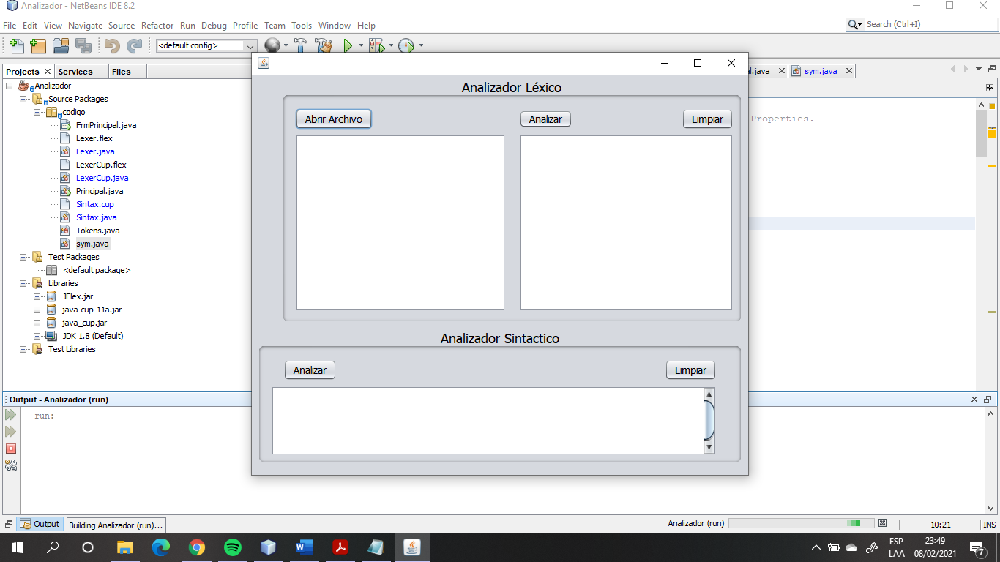 Analizador - NetBeans IDE 8.2
File Edit View Navigate Source Refactor Run Debug Profile Team Tools Window Help
Search (Ctrl+I)
<default config>
Projects Services Files
l.java sym.java
Analizador
Source Packages
codigo
FrmPrincipal.java
Lexer.flex
Lexer.java
LexerCup.flex
LexerCup.java
Principal.java
Sintax.cup
Sintax.java
Tokens.java
sym.java
Test Packages
<default package>
Libraries
JFlex.jar
java-cup-11a.jar
java_cup.jar
JDK 1.8 (Default)
Test Libraries
Properties.
Analizador Léxico
Abrir Archivo Analizar Limpiar
Analizador Sintactico
Analizar Limpiar
Output - Analizador (run)
run:
Output Building Analizador (run)... Analizador (run) 10:21 INS
ESP 23:49
LAA 08/02/2021 7